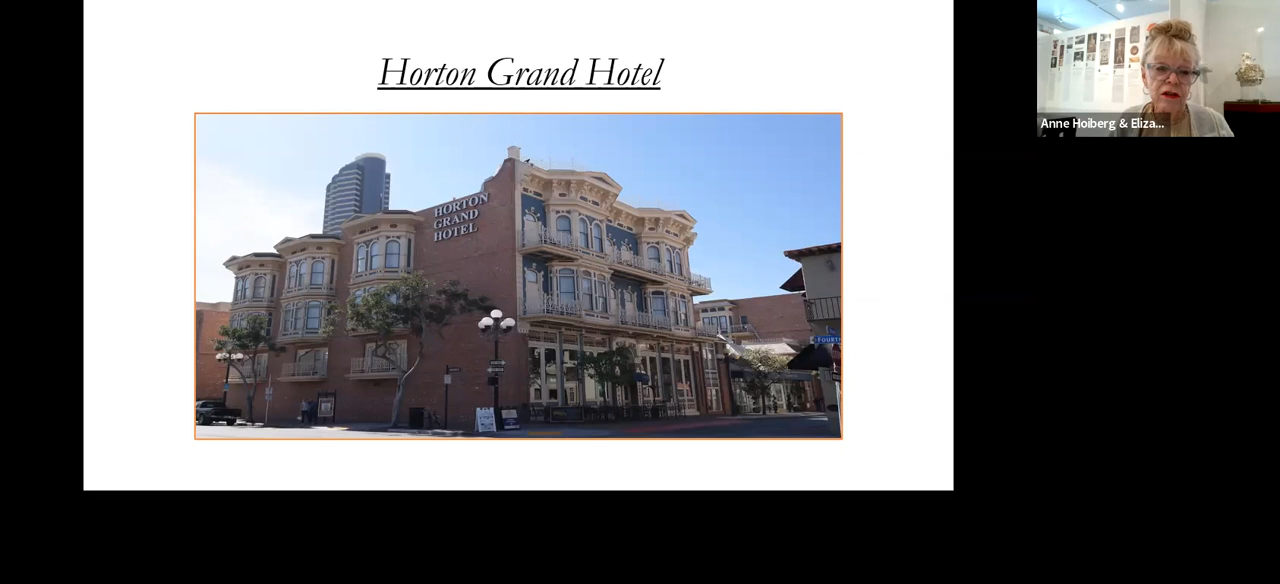 Horton Grand Hotel
HORTON
GRAND
HOTEL
FOURTH
Anne Hoiberg & Eliza...